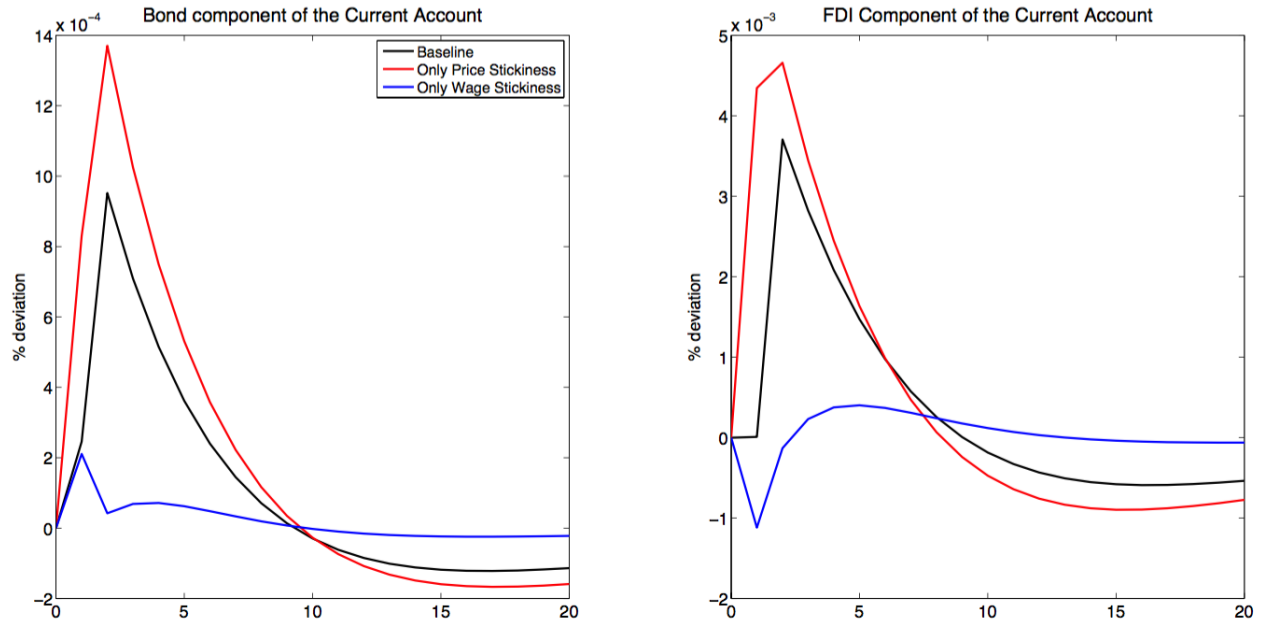 Bond component of the Current Account
x 10^-4
14
12
10
8
6
4
2
0
-2
% deviation
Baseline
Only Price Stickiness
Only Wage Stickiness
0 5 10 15 20
FDI Component of the Current Account
x 10^-3
5
4
3
2
1
0
-1
-2
% deviation
0 5 10 15 20